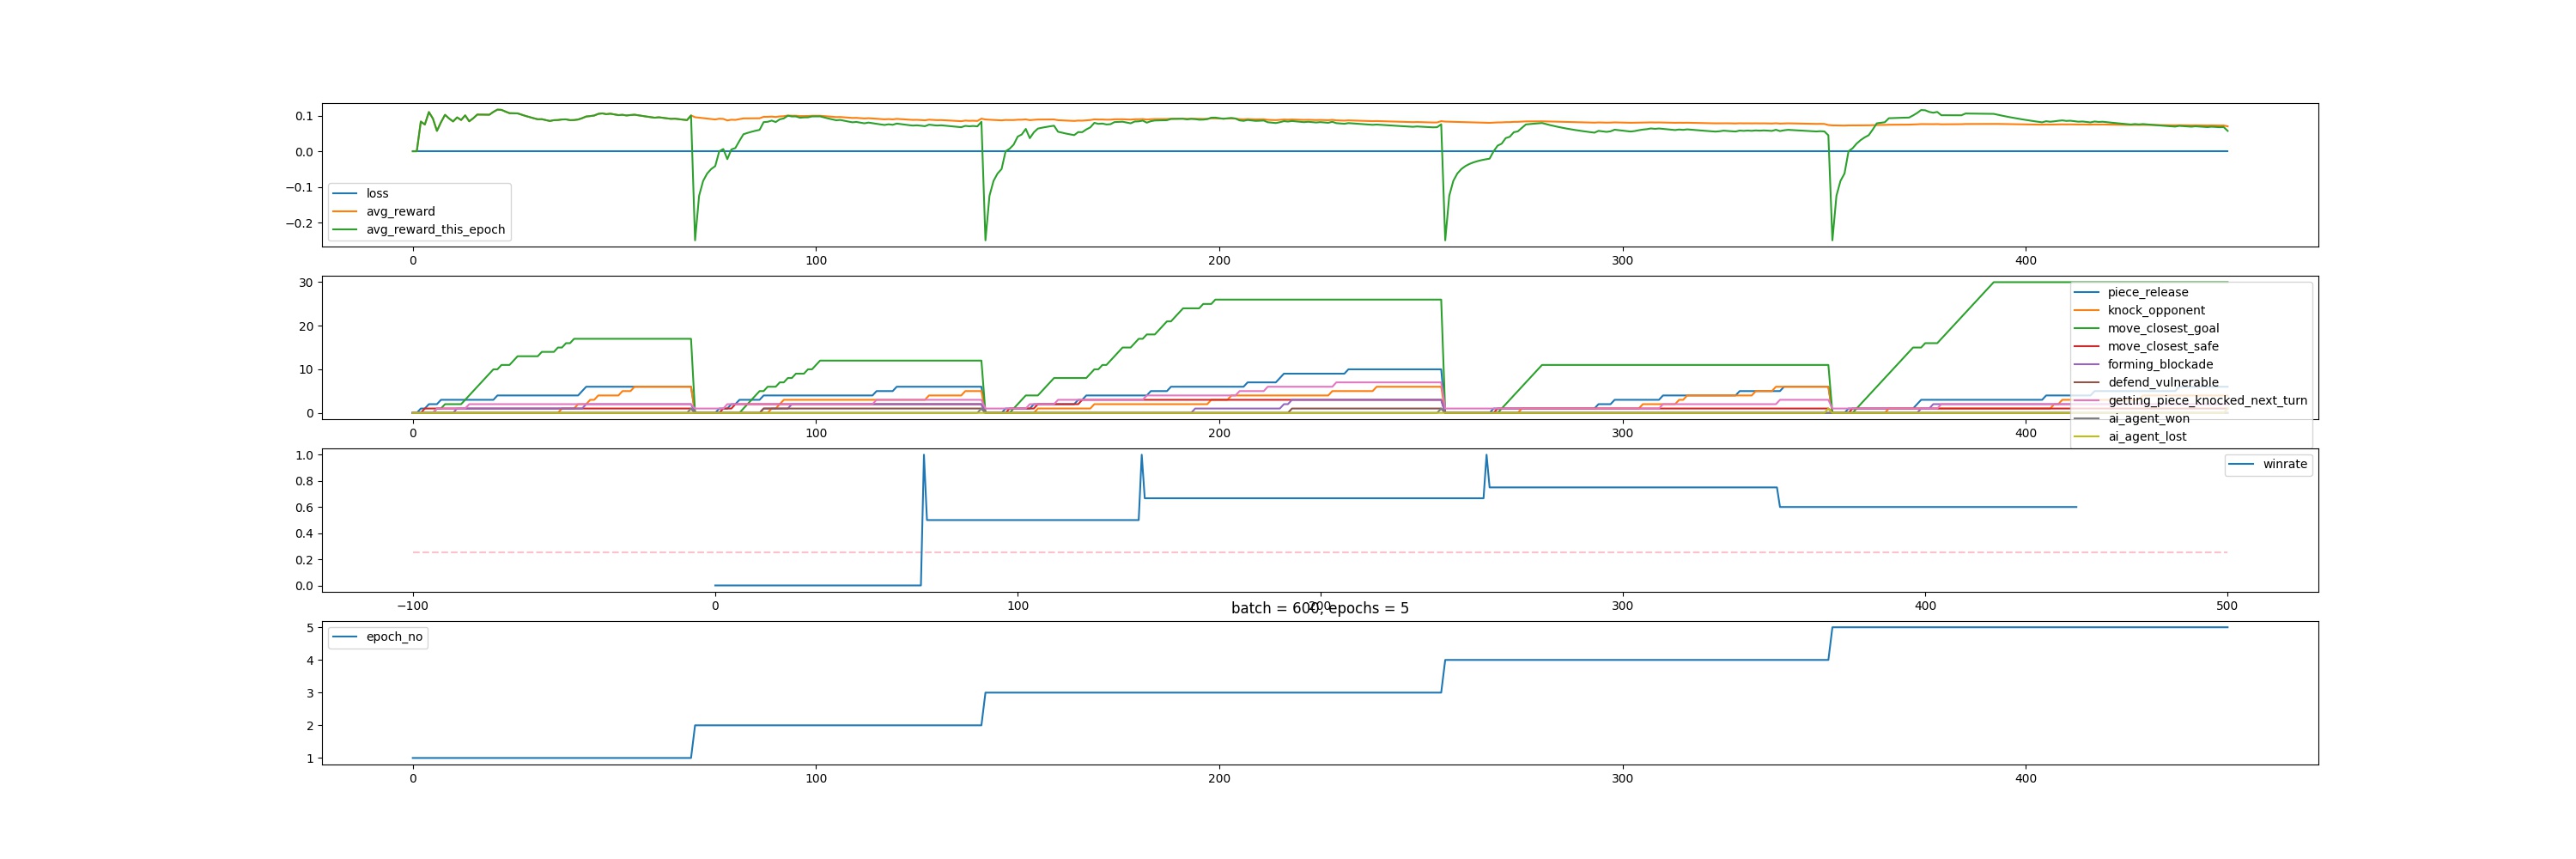 0.1
0.0
−0.1
−0.2
loss
avg_reward
avg_reward_this_epoch
0 100 200 300 400
30
20
10
0
piece_release
knock_opponent
move_closest_goal
move_closest_safe
forming_blockade
defend_vulnerable
getting_piece_knocked_next_turn
ai_agent_won
ai_agent_lost
0 100 200 300 400
1.0
0.8
0.6
0.4
0.2
0.0
winrate
−100 0 100 200 300 400 500
batch = 600, epochs = 5
5
4
3
2
1
epoch_no
0 100 200 300 400